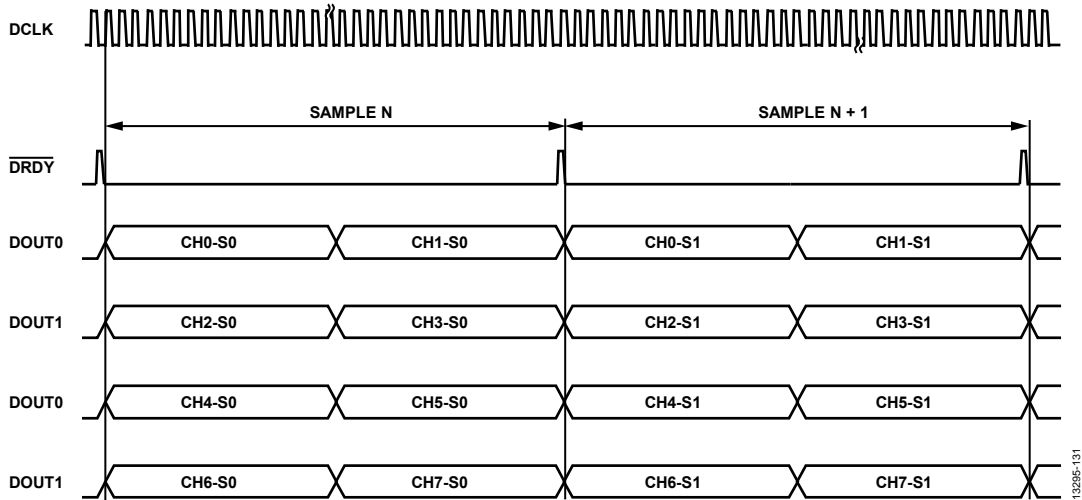 DCLK
SAMPLE N SAMPLE N + 1
DRDY
DOUT0 CH0-S0 CH1-S0 CH0-S1 CH1-S1
DOUT1 CH2-S0 CH3-S0 CH2-S1 CH3-S1
DOUT0 CH4-S0 CH5-S0 CH4-S1 CH5-S1
DOUT1 CH6-S0 CH7-S0 CH6-S1 CH7-S1
13295-131